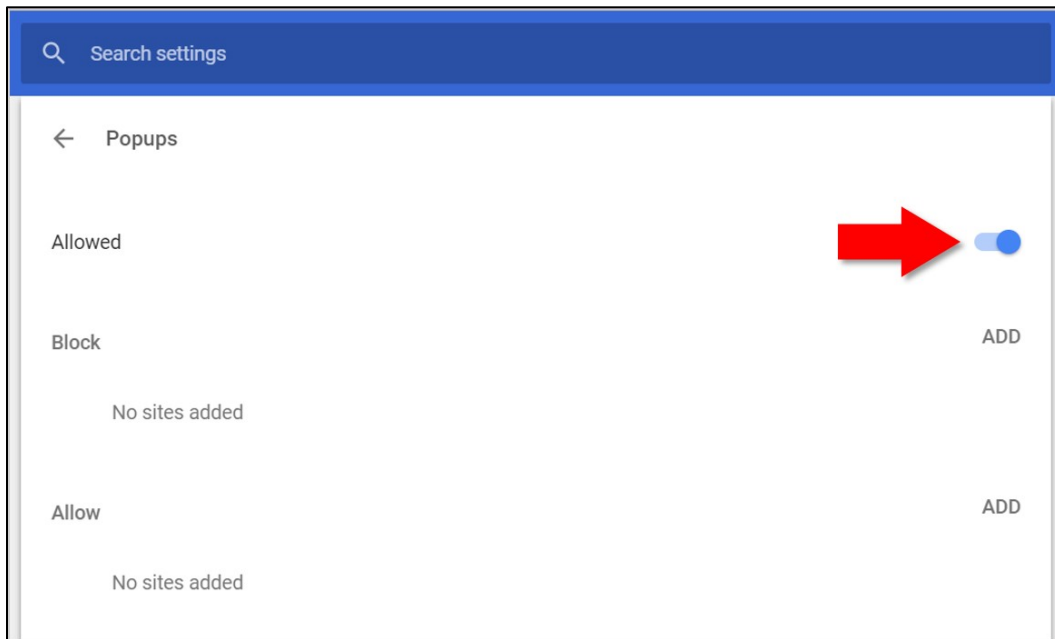 Search settings
Popups
Allowed
Block ADD
No sites added
Allow ADD
No sites added